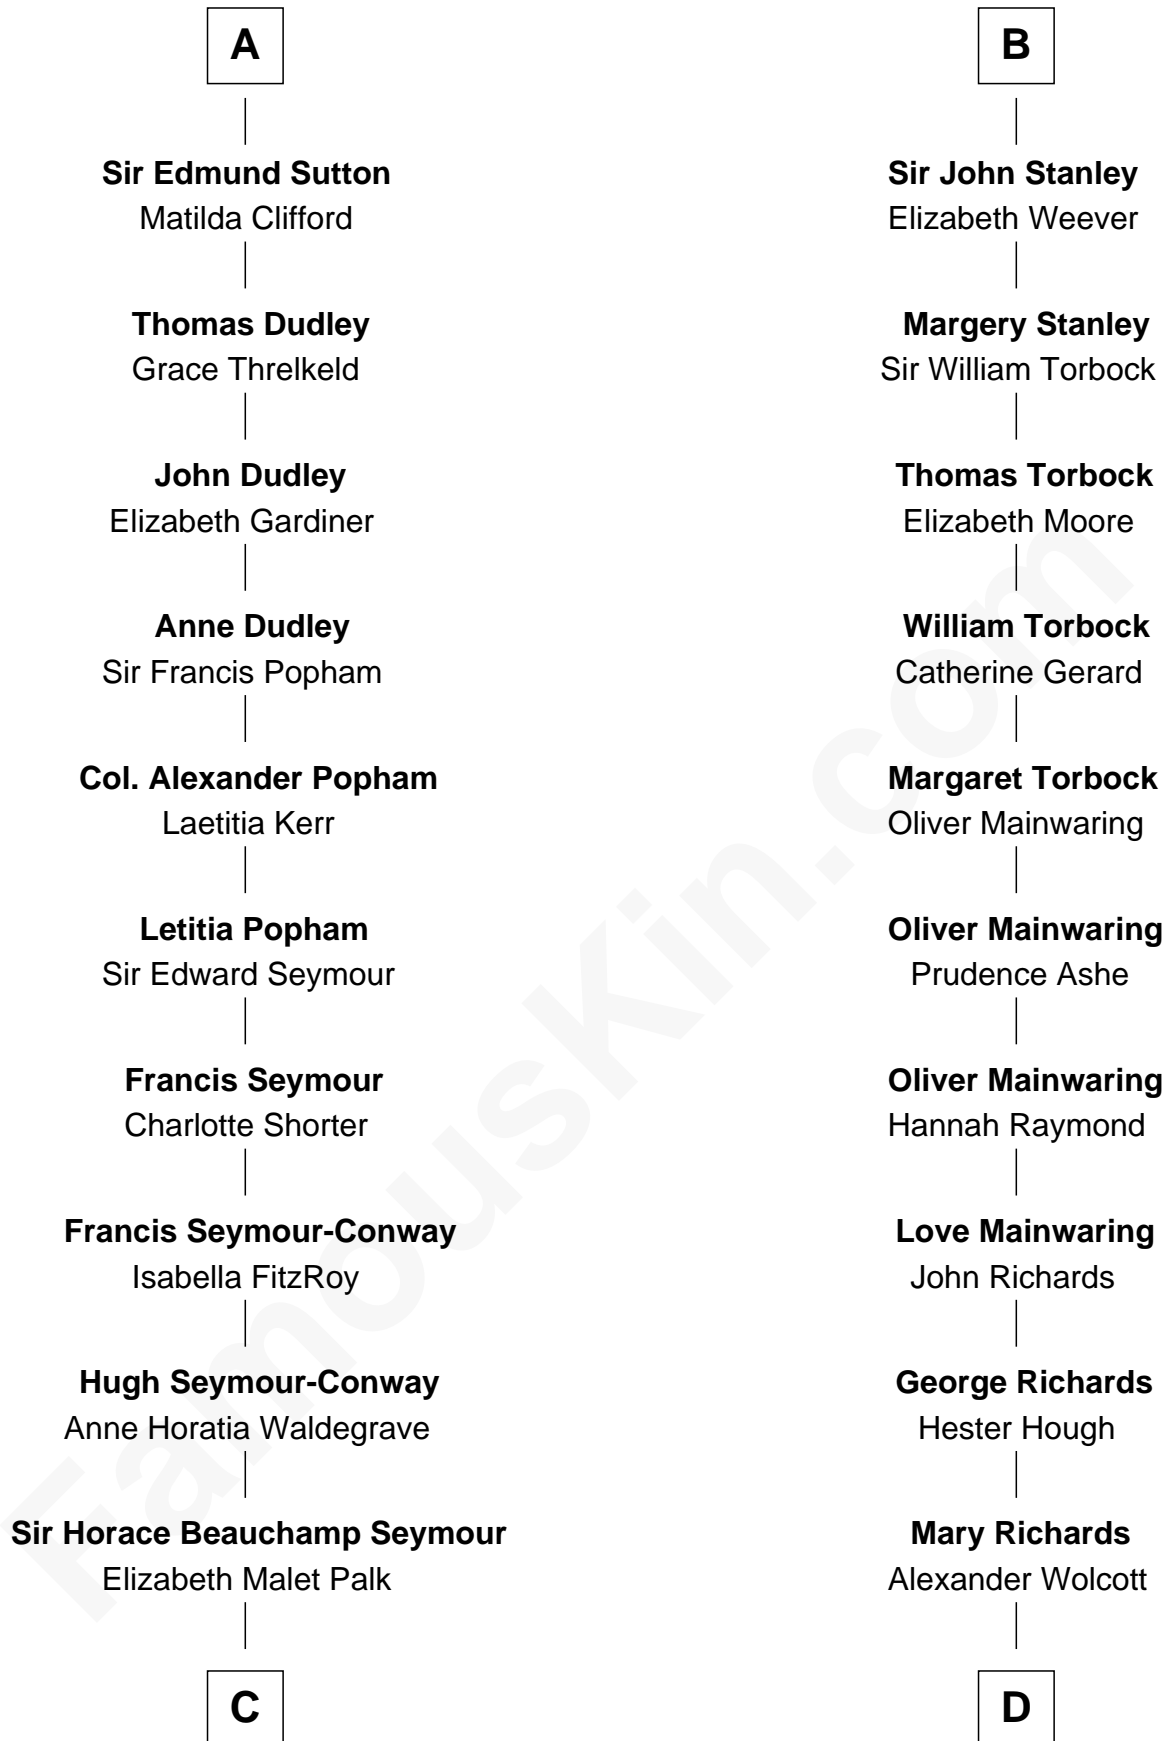 A
Sir Edmund Sutton
Matilda Clifford
Thomas Dudley
Grace Threlkeld
John Dudley
Elizabeth Gardiner
Anne Dudley
Sir Francis Popham
Col. Alexander Popham
Laetitia Kerr
Letitia Popham
Sir Edward Seymour
Francis Seymour
Charlotte Shorter
Francis Seymour-Conway
Isabella FitzRoy
Hugh Seymour-Conway
Anne Horatia Waldegrave
Sir Horace Beauchamp Seymour
Elizabeth Malet Palk
C
B
Sir John Stanley
Elizabeth Weever
Margery Stanley
Sir William Torbock
Thomas Torbock
Elizabeth Moore
William Torbock
Catherine Gerard
Margaret Torbock
Oliver Mainwaring
Oliver Mainwaring
Prudence Ashe
Oliver Mainwaring
Hannah Raymond
Love Mainwaring
John Richards
George Richards
Hester Hough
Mary Richards
Alexander Wolcott
D
FamousKin.com